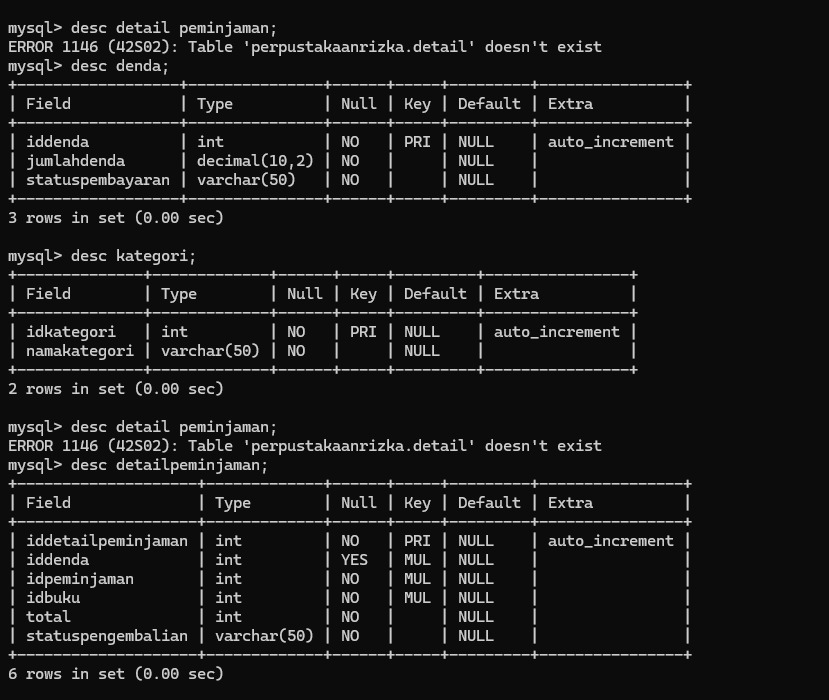 mysql> desc detail peminjaman;
ERROR 1146 (42S02): Table 'perpustakaanrizka.detail' doesn't exist
mysql> desc denda;
+------------------+---------------+------+-----+---------+----------------+
| Field            | Type          | Null | Key | Default | Extra          |
+------------------+---------------+------+-----+---------+----------------+
| iddenda          | int           | NO   | PRI | NULL    | auto_increment |
| jumlahdenda      | decimal(10,2) | NO   |     | NULL    |                |
| statuspembayaran | varchar(50)   | NO   |     | NULL    |                |
+------------------+---------------+------+-----+---------+----------------+
3 rows in set (0.00 sec)

mysql> desc kategori;
+--------------+-------------+------+-----+---------+----------------+
| Field        | Type        | Null | Key | Default | Extra          |
+--------------+-------------+------+-----+---------+----------------+
| idkategori   | int         | NO   | PRI | NULL    | auto_increment |
| namakategori | varchar(50) | NO   |     | NULL    |                |
+--------------+-------------+------+-----+---------+----------------+
2 rows in set (0.00 sec)

mysql> desc detail peminjaman;
ERROR 1146 (42S02): Table 'perpustakaanrizka.detail' doesn't exist
mysql> desc detailpeminjaman;
+--------------------+-------------+------+-----+---------+----------------+
| Field              | Type        | Null | Key | Default | Extra          |
+--------------------+-------------+------+-----+---------+----------------+
| iddetailpeminjaman | int         | NO   | PRI | NULL    | auto_increment |
| iddenda            | int         | YES  | MUL | NULL    |                |
| idpeminjaman       | int         | NO   | MUL | NULL    |                |
| idbuku             | int         | NO   | MUL | NULL    |                |
| total              | int         | NO   |     | NULL    |                |
| statuspengembalian | varchar(50) | NO   |     | NULL    |                |
+--------------------+-------------+------+-----+---------+----------------+
6 rows in set (0.00 sec)